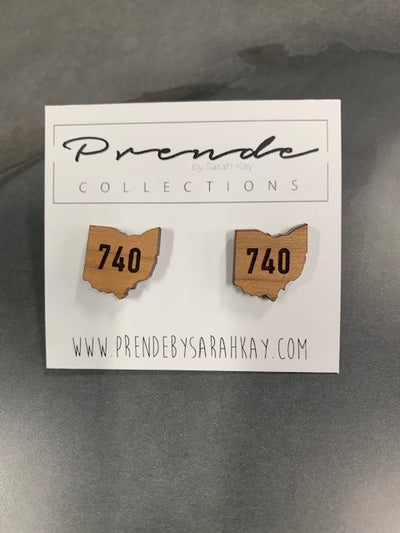 Prende
by Sarah Kay
COLLECTIONS
740 740
WWW.PRENDEBYSARAHKAY.COM